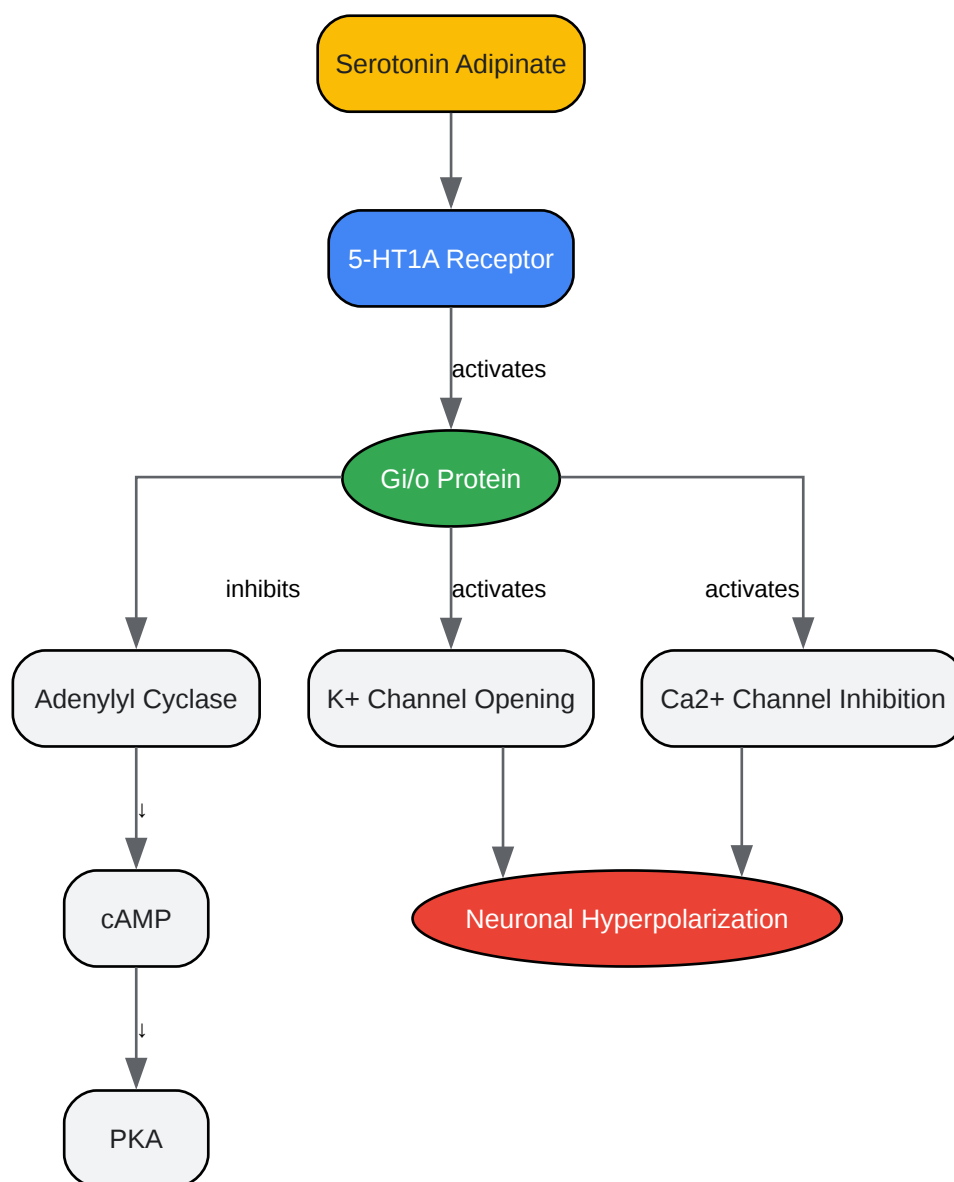 Serotonin Adipinate
5-HT1A Receptor
activates
Gi/o Protein
inhibits
activates
activates
Adenylyl Cyclase
K+ Channel Opening
Ca2+ Channel Inhibition
↓
cAMP
Neuronal Hyperpolarization
↓
PKA